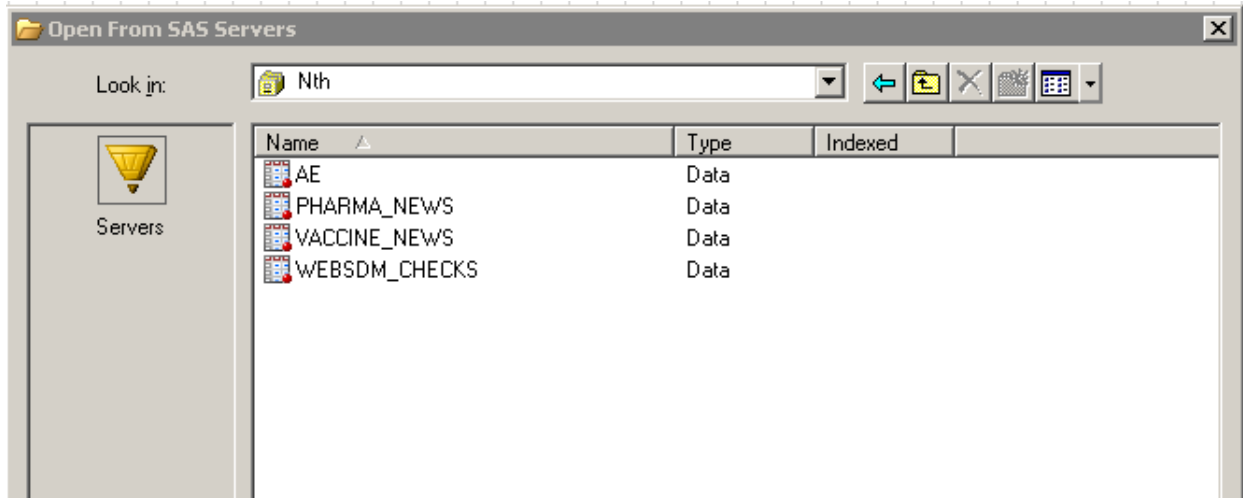 Open From SAS Servers
Look in: Nth
Name Type Indexed
AE Data
PHARMA_NEWS Data
Servers
VACCINE_NEWS Data
WEBSDM_CHECKS Data